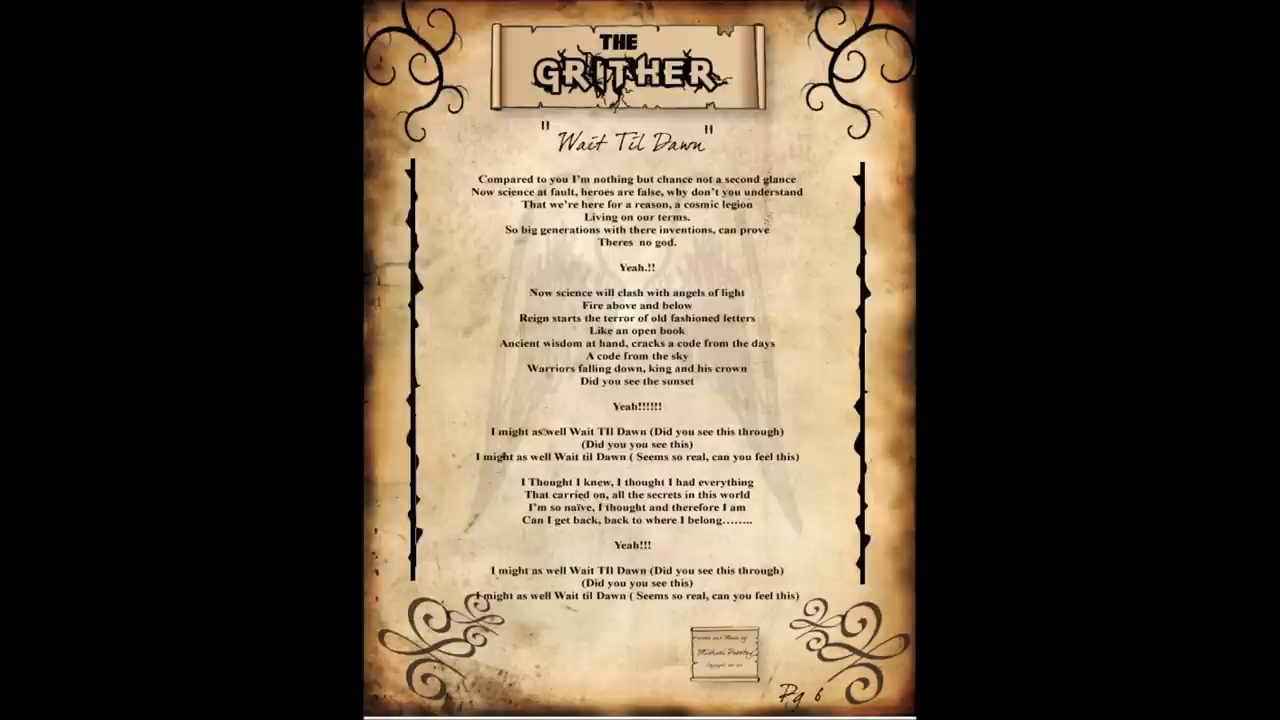 THE
GRITHER
"Wait Til Dawn"
Compared to you I'm nothing but chance not a second glance
Now science at fault, heroes are false, why don't you understand
That we're here for a reason, a cosmic legion
Living on our terms.
So big generations with there inventions, can prove
Theres no god.
Yeah.!!
Now science will clash with angels of light
Fire above and below
Reign starts the terror of old fashioned letters
Like an open book
Ancient wisdom at hand, cracks a code from the days
A code from the sky
Warriors falling down, king and his crown
Did you see the sunset
Yeah!!!!!!
I might as well Wait TIl Dawn (Did you see this through)
(Did you you see this)
I might as well Wait til Dawn ( Seems so real, can you feel this)
I Thought I knew, I thought I had everything
That carried on, all the secrets in this world
I'm so naïve, I thought and therefore I am
Can I get back, back to where I belong........
Yeah!!!
I might as well Wait TIl Dawn (Did you see this through)
(Did you you see this)
I might as well Wait til Dawn ( Seems so real, can you feel this)
Pg 6